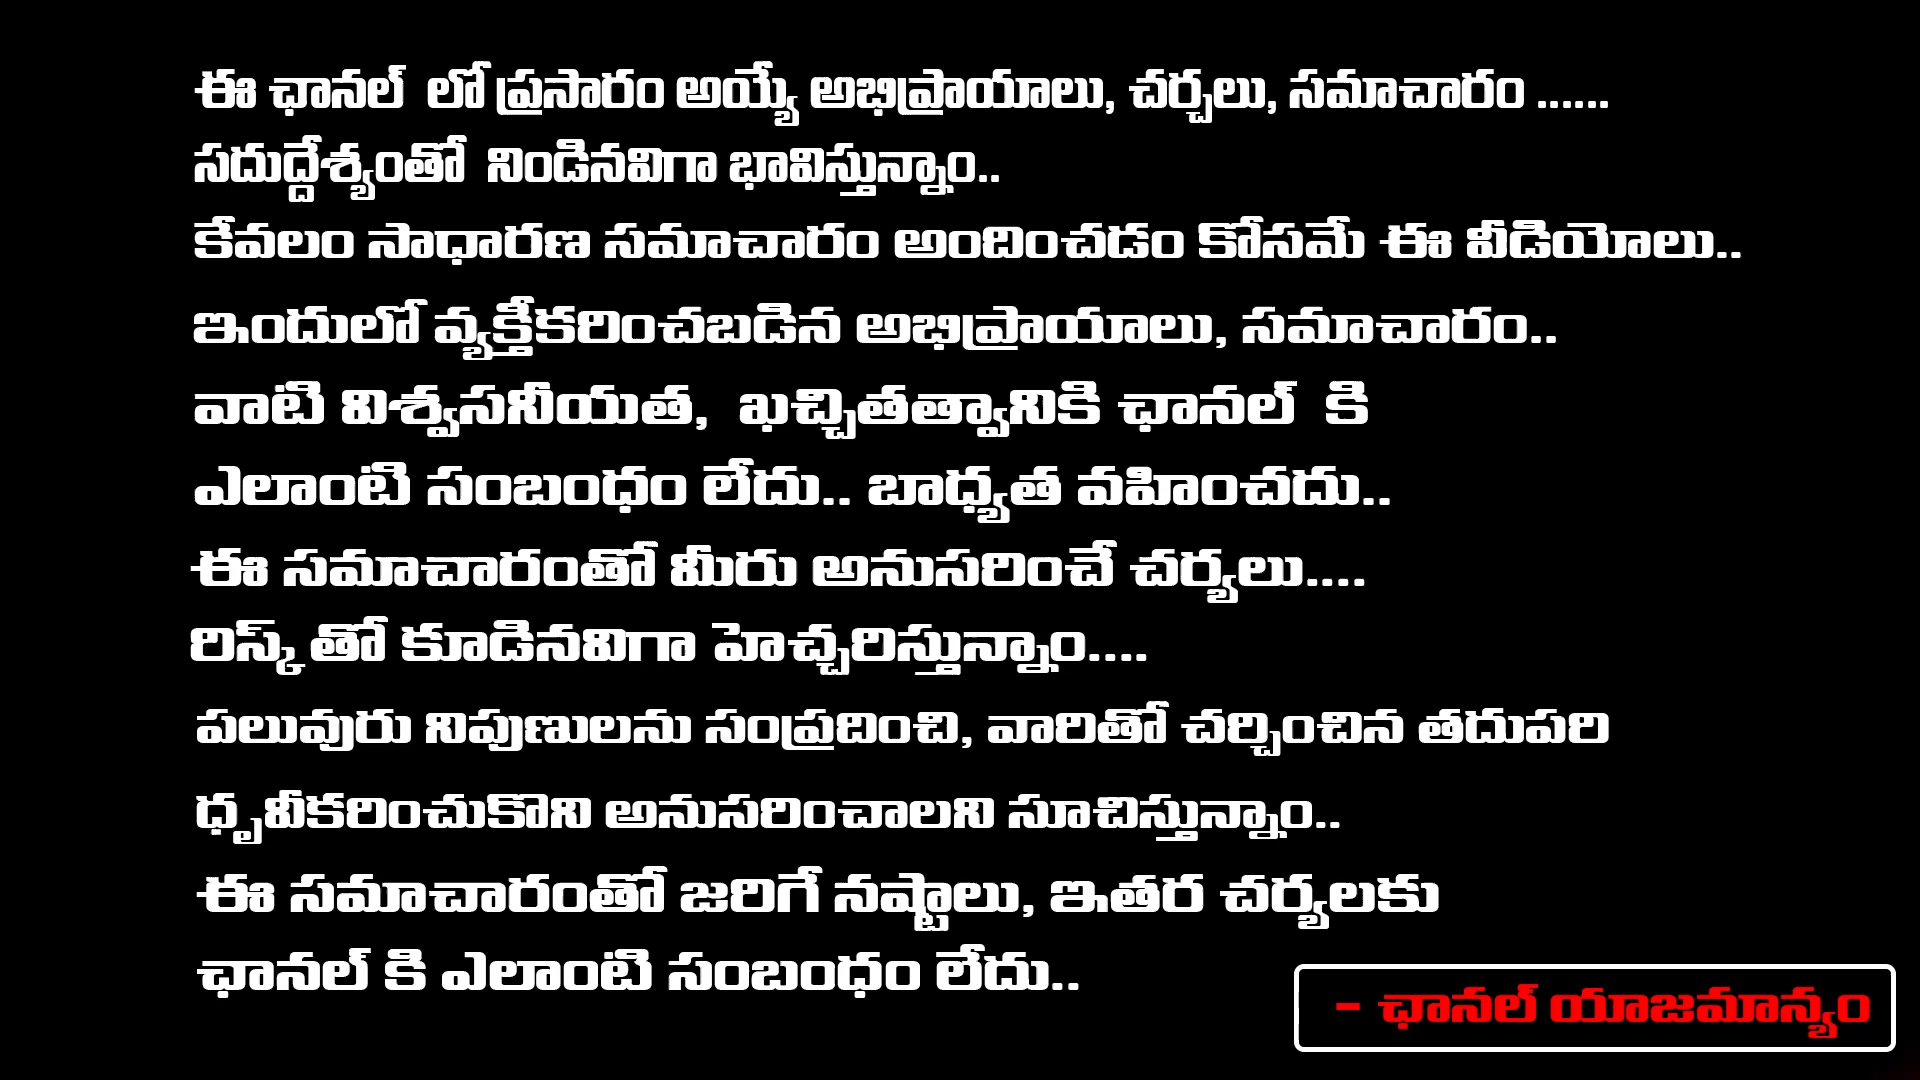 ఈ ఛానల్ లో ప్రసారం అయ్యే అభిప్రాయాలు, చర్చలు, సమాచారం ......
సదుద్దేశ్యంతో నిండినవిగా భావిస్తున్నాం..
కేవలం సాధారణ సమాచారం అందించడం కోసమే ఈ వీడియోలు..
ఇందులో వ్యక్తీకరించబడిన అభిప్రాయాలు, సమాచారం..
వాటి విశ్వసనీయత, ఖచ్చితత్వానికి ఛానల్ కి
ఎలాంటి సంబంధం లేదు.. బాధ్యత వహించదు..
ఈ సమాచారంతో మీరు అనుసరించే చర్యలు....
రిస్క్ తో కూడినవిగా హెచ్చరిస్తున్నాం....
పలువురు నిపుణులను సంప్రదించి, వారితో చర్చించిన తదుపరి
ధృవీకరించుకొని అనుసరించాలని సూచిస్తున్నాం..
ఈ సమాచారంతో జరిగే నష్టాలు, ఇతర చర్యలకు
ఛానల్ కి ఎలాంటి సంబంధం లేదు..
- ఛానల్ యాజమాన్యం